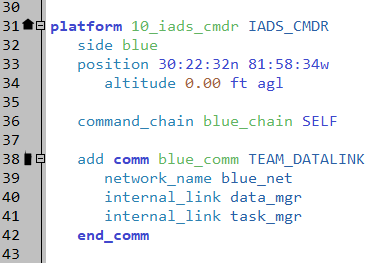 30
31 platform 10_iads_cmdr IADS_CMDR
32 side blue
33 position 30:22:32n 81:58:34w
34 altitude 0.00 ft agl
35
36 command_chain blue_chain SELF
37
38 add comm blue_comm TEAM_DATALINK
39 network_name blue_net
40 internal_link data_mgr
41 internal_link task_mgr
42 end_comm
43